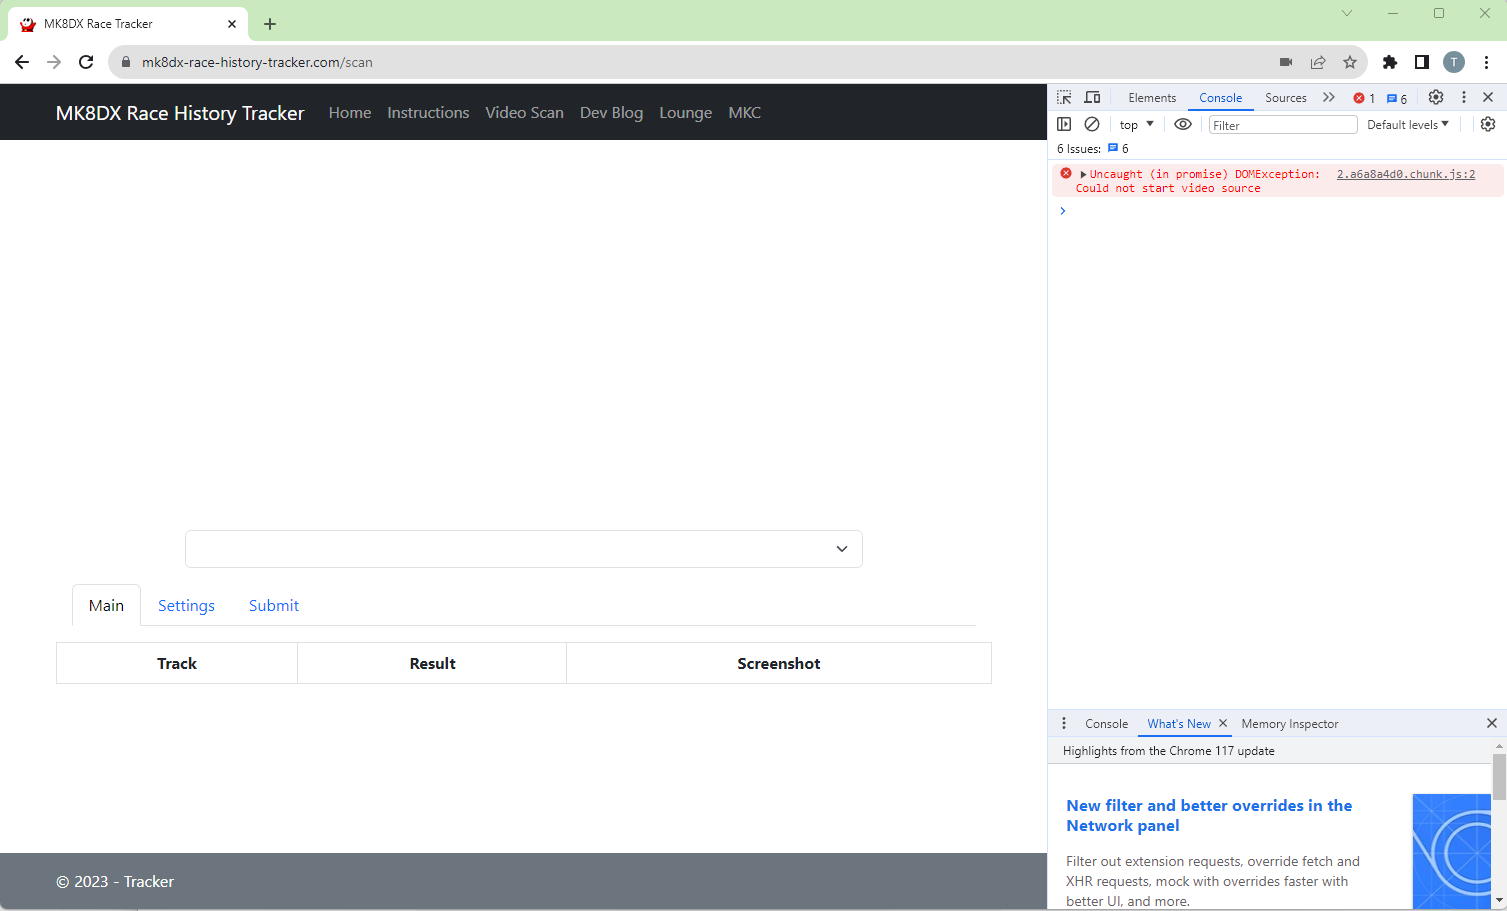 MK8DX Race Tracker
mk8dx-race-history-tracker.com/scan
T
MK8DX Race History Tracker Home Instructions Video Scan Dev Blog Lounge MKC
Elements Console Sources 1 6
top Filter Default levels
6 Issues: 6
Uncaught (in promise) DOMException: 2.a6a8a4d0.chunk.js:2
Could not start video source
Main Settings Submit
Track Result Screenshot
Console What's New Memory Inspector
Highlights from the Chrome 117 update
New filter and better overrides in the
Network panel
Filter out extension requests, override fetch and
XHR requests, mock with overrides faster with
better UI, and more.
© 2023 - Tracker